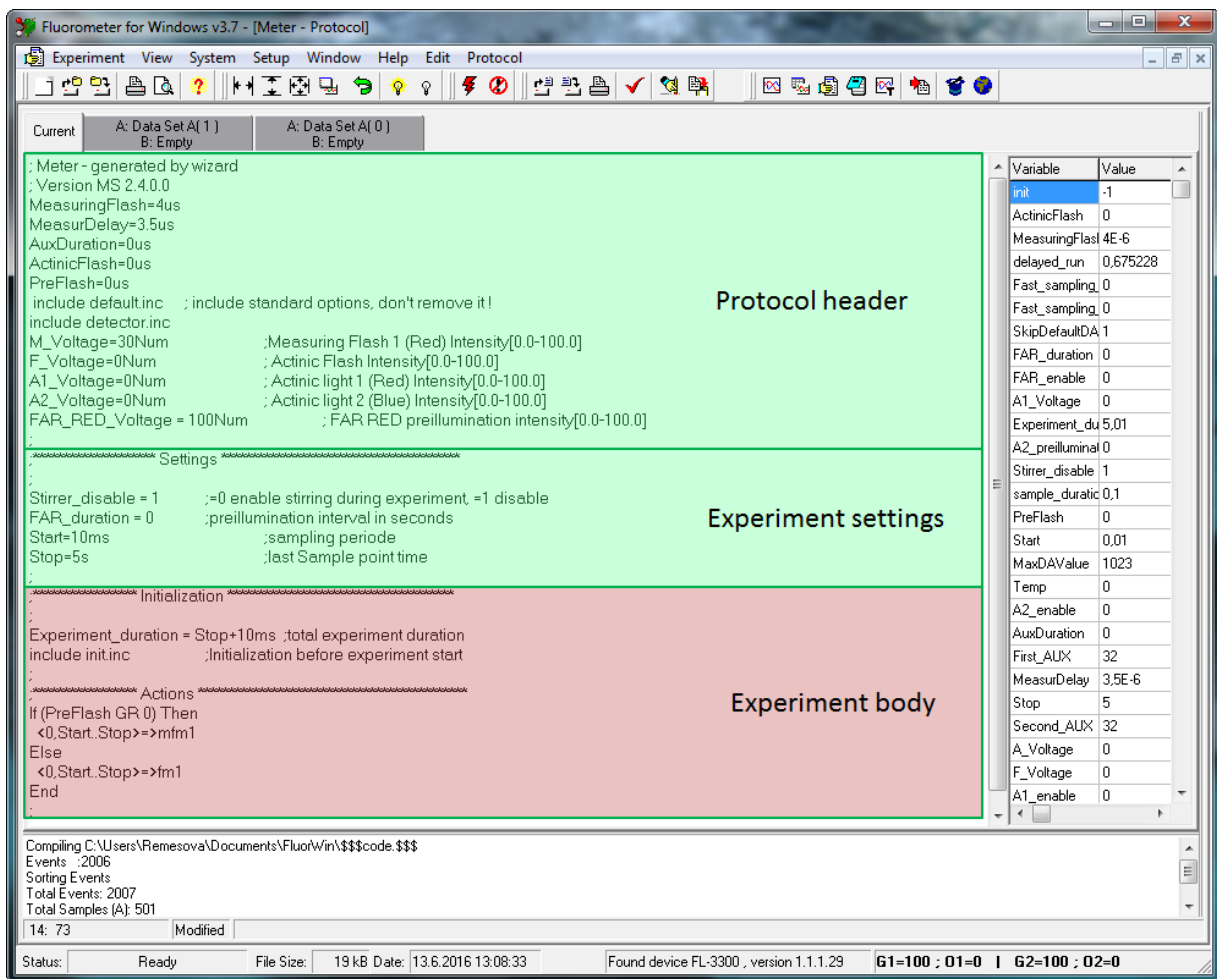 Fluorometer for Windows v3.7 - [Meter - Protocol]
Experiment View System Setup Window Help Edit Protocol
Current
A: Data Set A( 1 )
B: Empty
A: Data Set A( 0 )
B: Empty
; Meter - generated by wizard
; Version MS 2.4.0.0
MeasuringFlash=4us
MeasurDelay=3.5us
AuxDuration=0us
ActinicFlash=0us
PreFlash=0us
include default.inc ; include standard options, don't remove it !
include detector.inc
M_Voltage=30Num ;Measuring Flash 1 (Red) Intensity[0.0-100.0]
F_Voltage=0Num ; Actinic Flash Intensity[0.0-100.0]
A1_Voltage=0Num ; Actinic light 1 (Red) Intensity[0.0-100.0]
A2_Voltage=0Num ; Actinic light 2 (Blue) Intensity[0.0-100.0]
FAR_RED_Voltage = 100Num ; FAR RED preillumination intensity[0.0-100.0]
;
Protocol header
;******************** Settings ***************************************
;
Stirrer_disable = 1 ;=0 enable stirring during experiment, =1 disable
FAR_duration = 0 ;preillumination interval in seconds
Start=10ms ;sampling periode
Stop=5s ;last Sample point time
;
Experiment settings
;***************** Initialization *************************************
;
Experiment_duration = Stop+10ms ;total experiment duration
include init.inc ;Initialization before experiment start
;
;***************** Actions ********************************************
If (PreFlash GR 0) Then
<0,Start..Stop>=>mfm1
Else
<0,Start..Stop>=>fm1
End
;
Experiment body
Variable Value
init -1
ActinicFlash 0
MeasuringFlasl 4E-6
delayed_run 0,675228
Fast_sampling_ 0
Fast_sampling_ 0
SkipDefaultDA 1
FAR_duration 0
FAR_enable 0
A1_Voltage 0
Experiment_du 5,01
A2_preilluminal 0
Stirrer_disable 1
sample_duratic 0,1
PreFlash 0
Start 0,01
MaxDAValue 1023
Temp 0
A2_enable 0
AuxDuration 0
First_AUX 32
MeasurDelay 3,5E-6
Stop 5
Second_AUX 32
A_Voltage 0
F_Voltage 0
A1_enable 0
Compiling C:\Users\Remesova\Documents\FluorWin\$$$code.$$$
Events :2006
Sorting Events
Total Events: 2007
Total Samples (A): 501
14: 73 Modified
Status: Ready File Size: 19 kB Date: 13.6.2016 13:08:33 Found device FL-3300 , version 1.1.1.29 G1=100 ; O1=0 | G2=100 ; O2=0